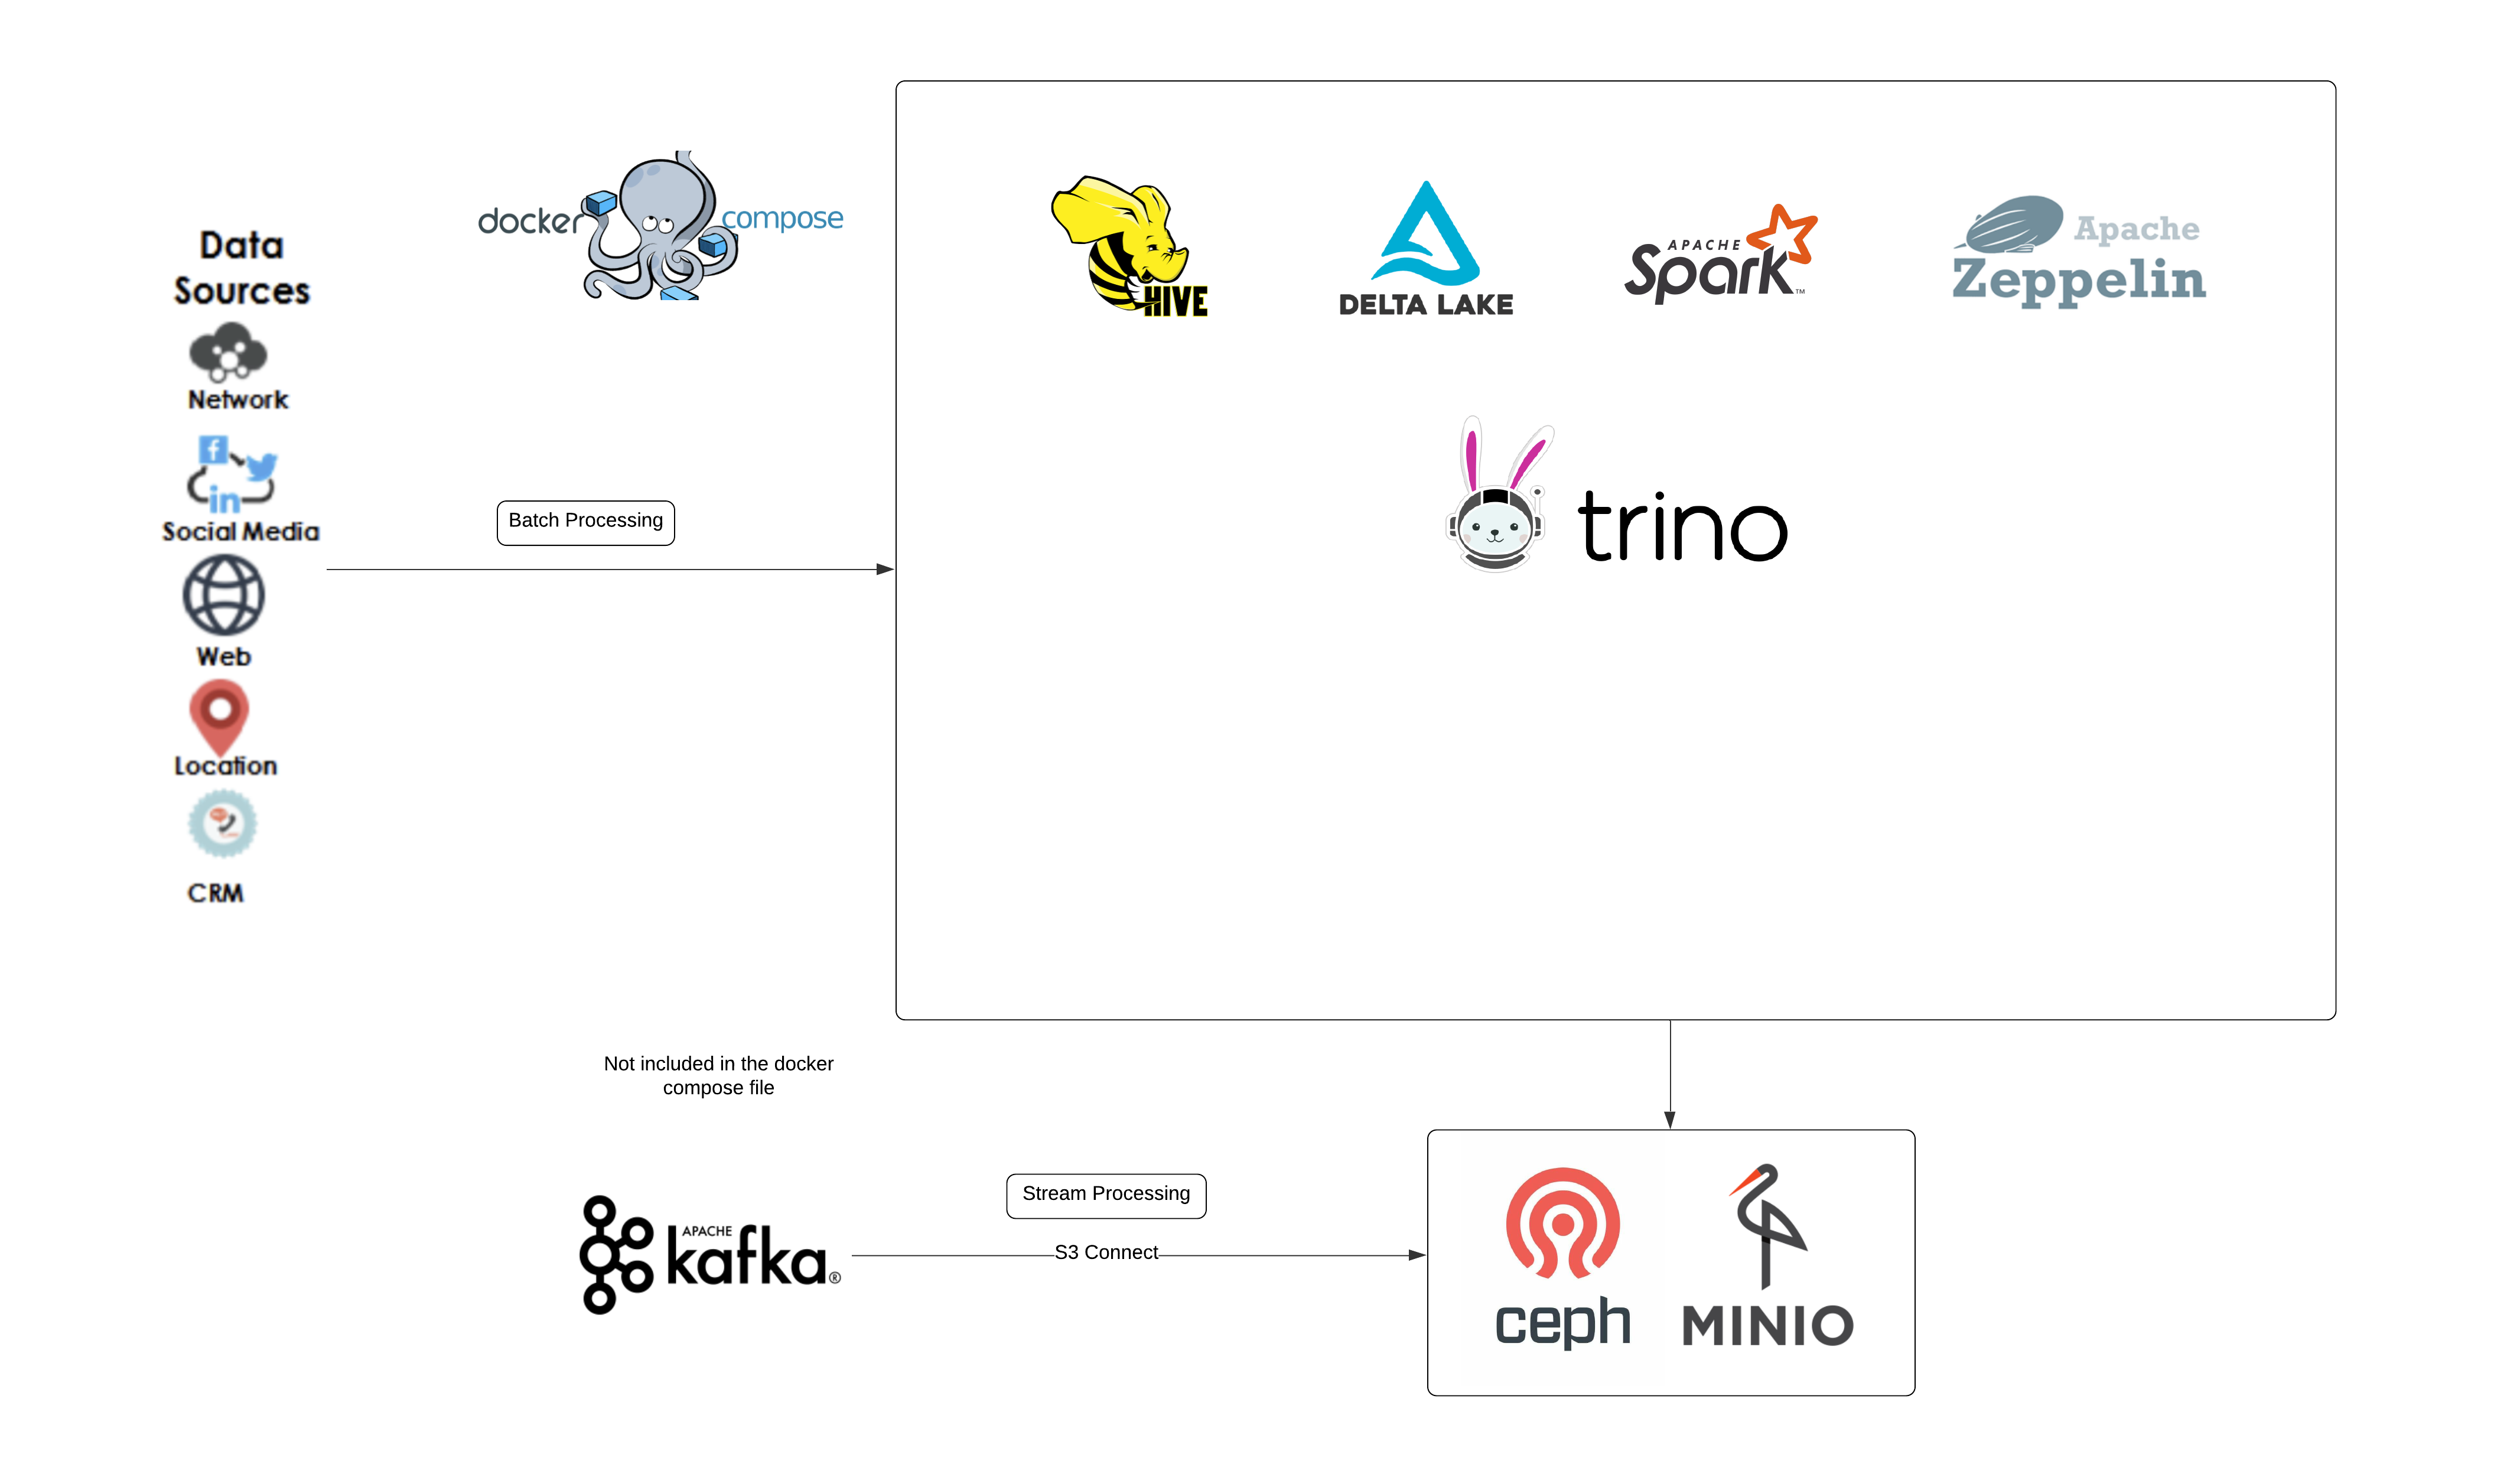 Data
Sources
Network
Social Media
Web
Location
CRM
docker compose
Batch Processing
HIVE
DELTA LAKE
APACHE
Spark™
Apache
Zeppelin
trino
Not included in the docker
compose file
APACHE
kafka®
Stream Processing
S3 Connect
ceph
MINIO